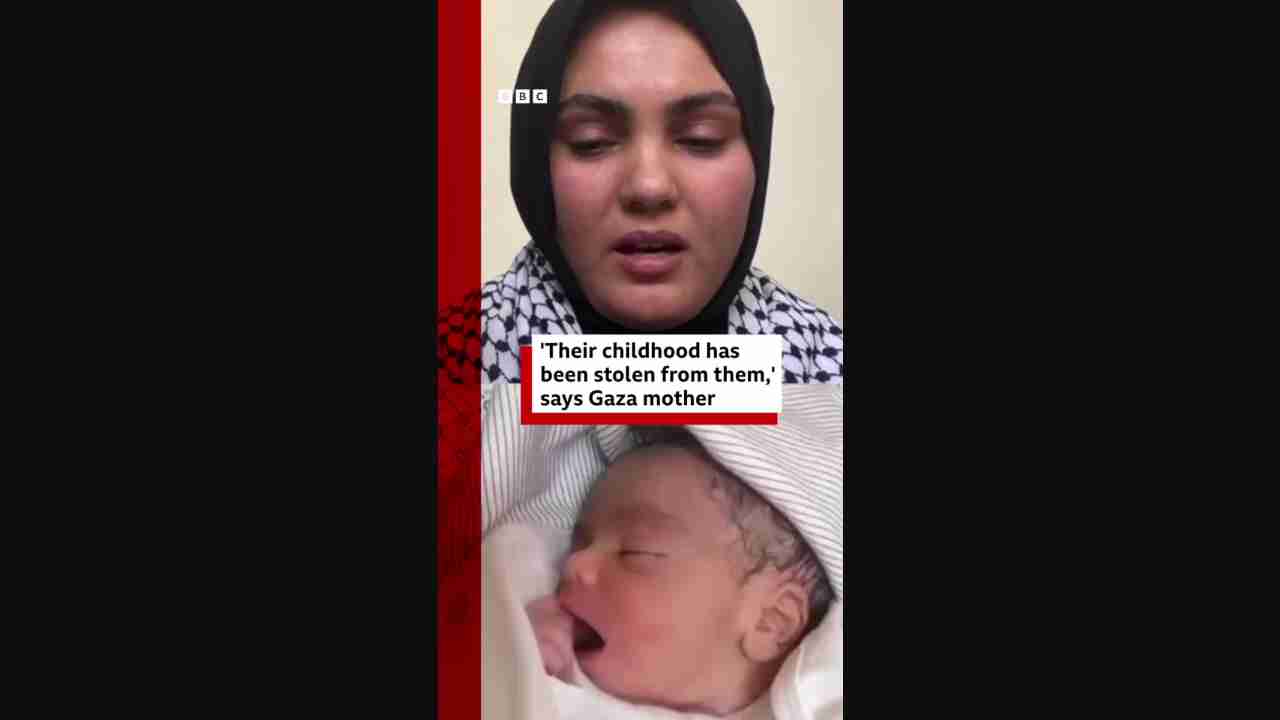 BBC
'Their childhood has
been stolen from them,'
says Gaza mother